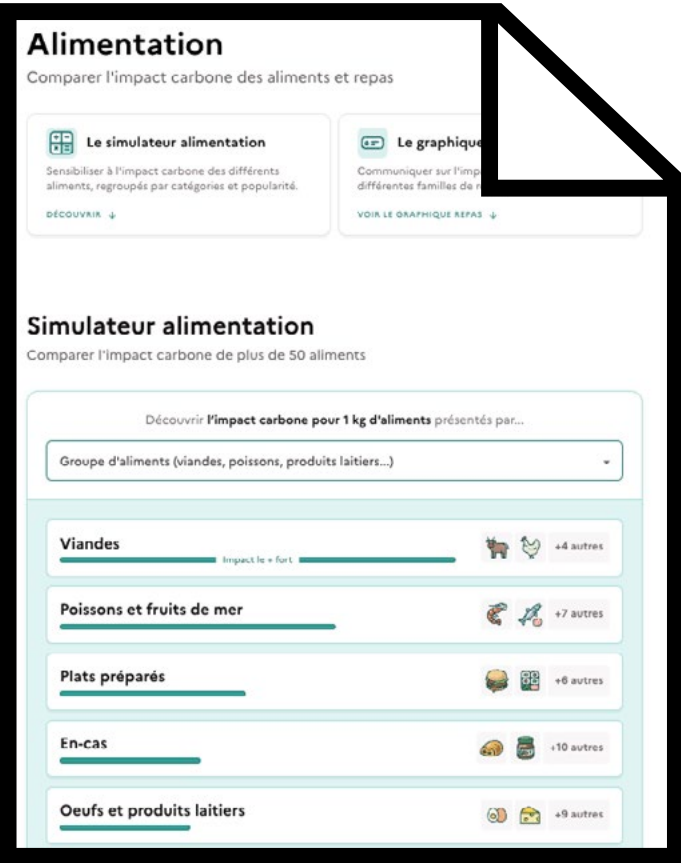 Alimentation
Comparer l'impact carbone des aliments et repas
Le simulateur alimentation
Sensibiliser à l'impact carbone des différents
aliments, regroupés par catégories et popularité.
DÉCOUVRIR ↓
Le graphique
Communiquer sur l'imp
différentes familles de r
VOIR LE GRAPHIQUE REPAS ↓
Simulateur alimentation
Comparer l'impact carbone de plus de 50 aliments
Découvrir l'impact carbone pour 1 kg d'aliments présentés par...
Groupe d'aliments (viandes, poissons, produits laitiers...)
Viandes
Impact le + fort
+4 autres
Poissons et fruits de mer
+7 autres
Plats préparés
+6 autres
En-cas
+10 autres
Oeufs et produits laitiers
+9 autres